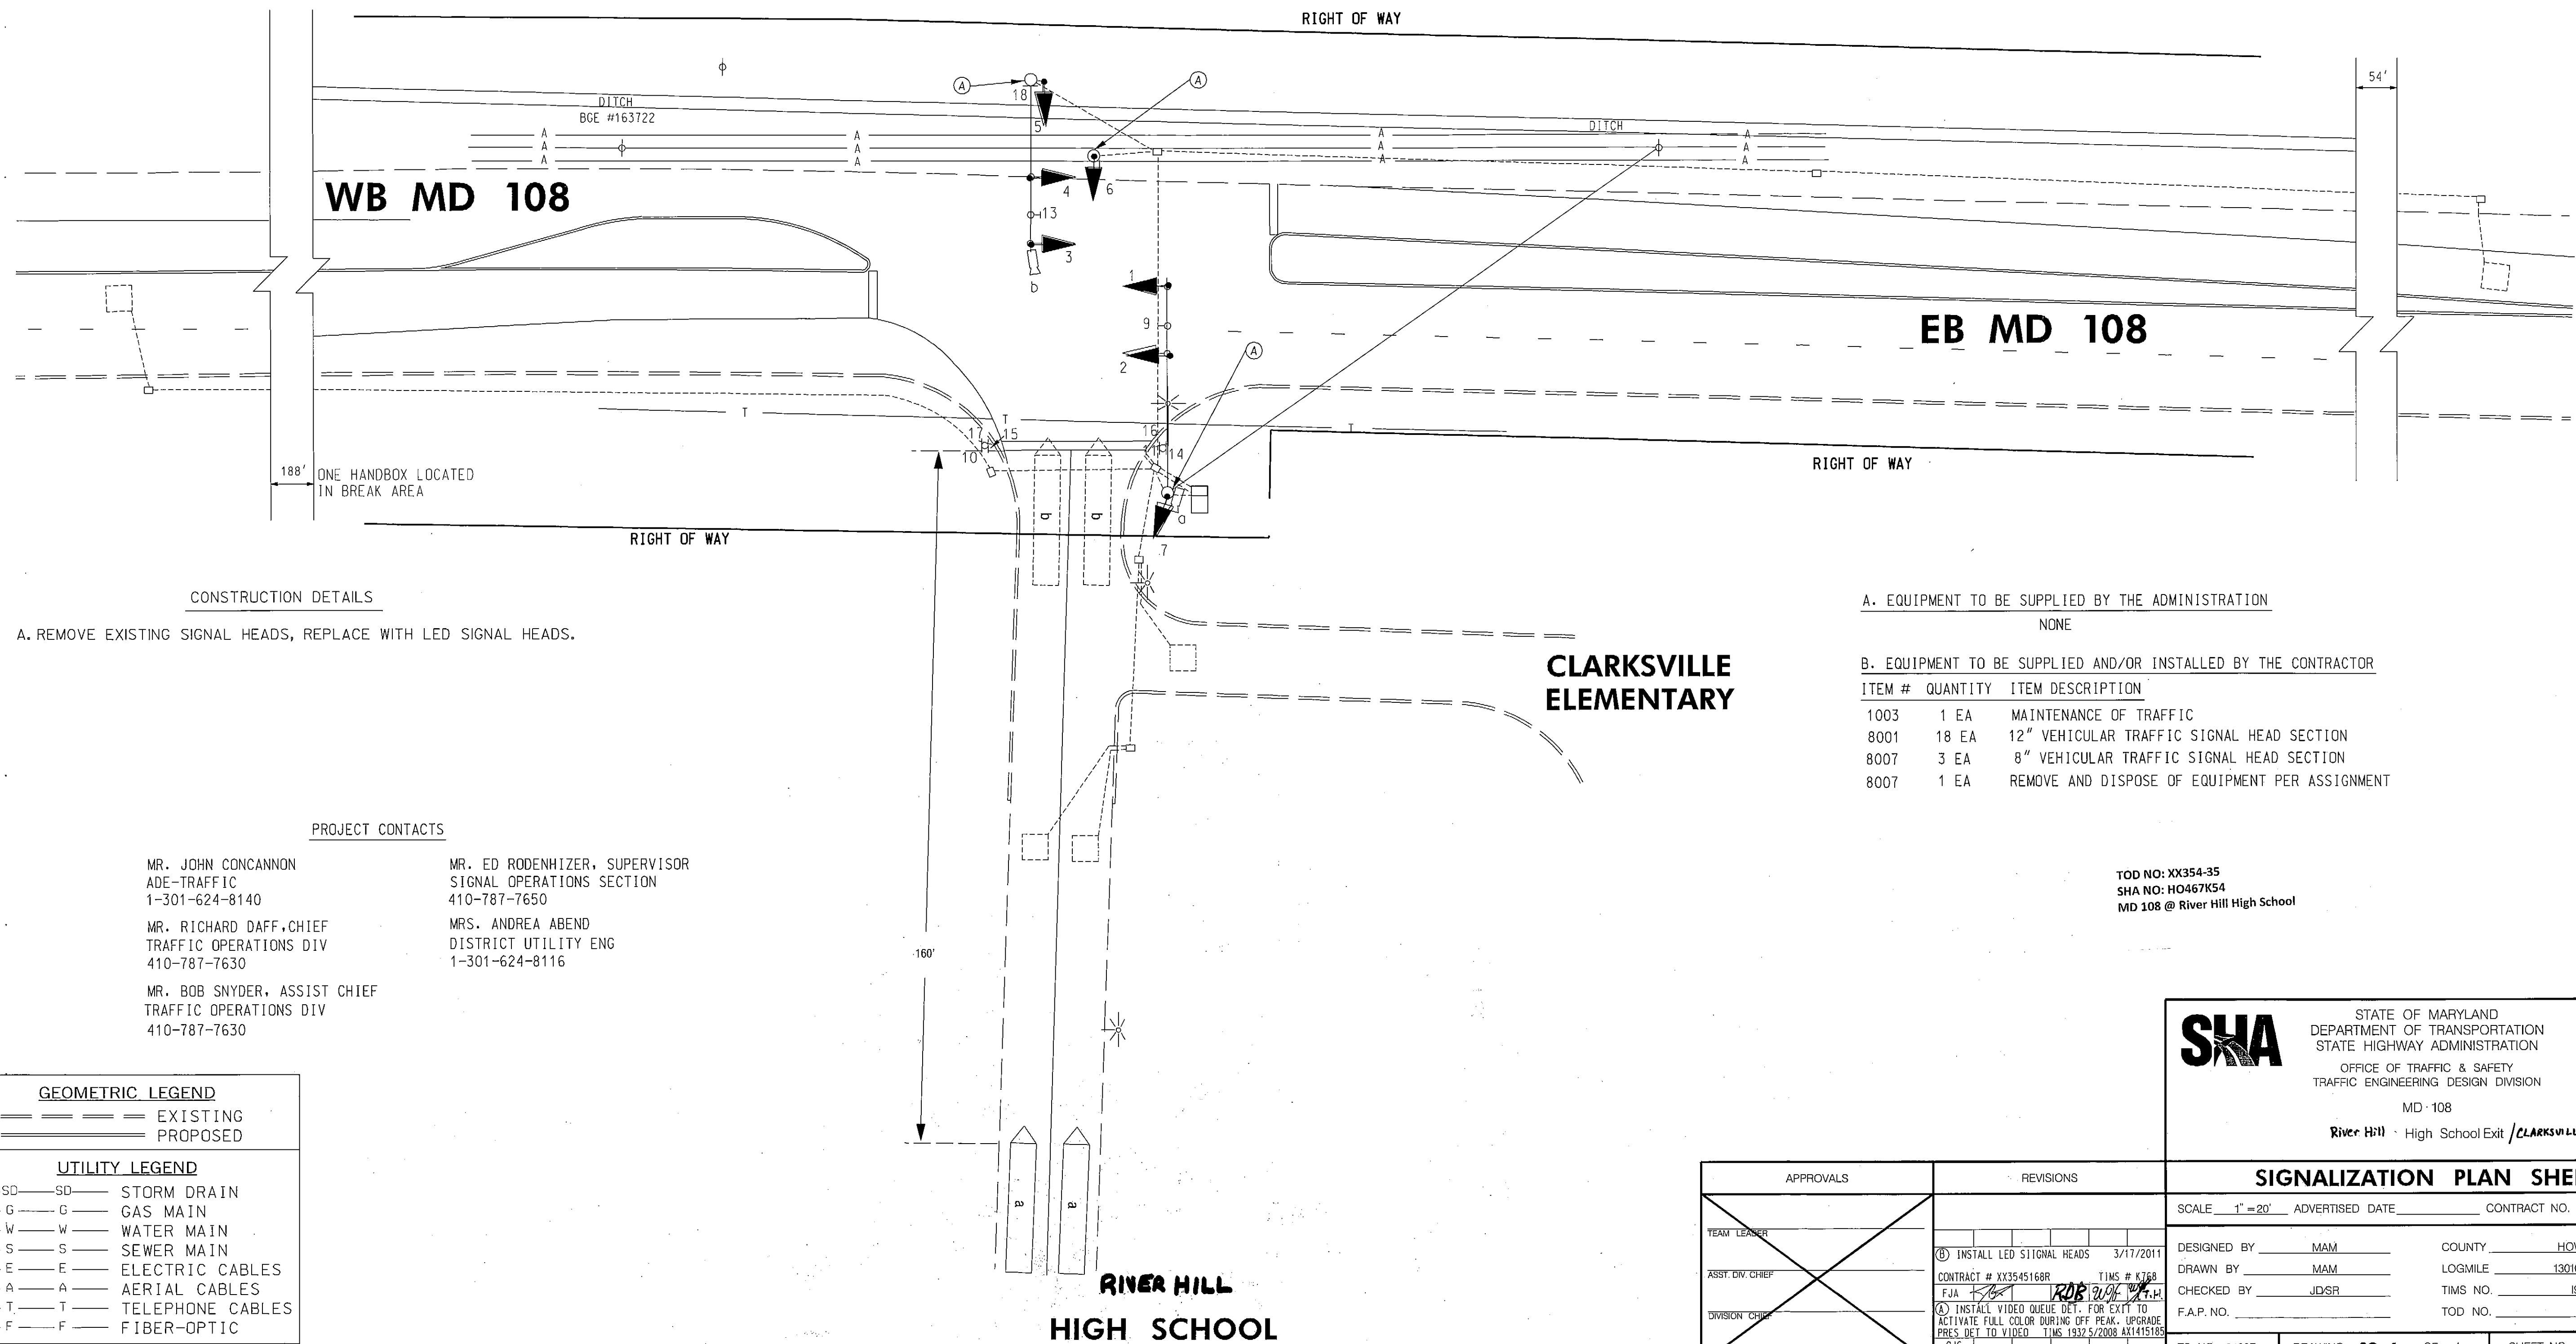 RIGHT OF WAY
54'
A
A
18
DITCH
BGE #163722
5
DITCH
A A A A
A A A A
A A A A
WB MD 108
4
6
13
3
b
1
9
EB MD 108
A
2
T
T
T
17
15
16
10
14
188'
ONE HANDBOX LOCATED
IN BREAK AREA
RIGHT OF WAY
a
b
b
7
RIGHT OF WAY
CONSTRUCTION DETAILS
A. REMOVE EXISTING SIGNAL HEADS, REPLACE WITH LED SIGNAL HEADS.
CLARKSVILLE
ELEMENTARY
A. EQUIPMENT TO BE SUPPLIED BY THE ADMINISTRATION
NONE
B. EQUIPMENT TO BE SUPPLIED AND/OR INSTALLED BY THE CONTRACTOR
ITEM # QUANTITY ITEM DESCRIPTION
1003 1 EA MAINTENANCE OF TRAFFIC
8001 18 EA 12" VEHICULAR TRAFFIC SIGNAL HEAD SECTION
8007 3 EA 8" VEHICULAR TRAFFIC SIGNAL HEAD SECTION
8007 1 EA REMOVE AND DISPOSE OF EQUIPMENT PER ASSIGNMENT
PROJECT CONTACTS
MR. JOHN CONCANNON
ADE-TRAFFIC
1-301-624-8140
MR. RICHARD DAFF,CHIEF
TRAFFIC OPERATIONS DIV
410-787-7630
MR. BOB SNYDER, ASSIST CHIEF
TRAFFIC OPERATIONS DIV
410-787-7630
MR. ED RODENHIZER, SUPERVISOR
SIGNAL OPERATIONS SECTION
410-787-7650
MRS. ANDREA ABEND
DISTRICT UTILITY ENG
1-301-624-8116
TOD NO: XX354-35
SHA NO: HO467K54
MD 108 @ River Hill High School
160'
GEOMETRIC LEGEND
EXISTING
PROPOSED
UTILITY LEGEND
SD SD STORM DRAIN
G G GAS MAIN
W W WATER MAIN
S S SEWER MAIN
E E ELECTRIC CABLES
A A AERIAL CABLES
T T TELEPHONE CABLES
F F FIBER-OPTIC
a
a
RIVER HILL
HIGH SCHOOL
SHA
STATE OF MARYLAND
DEPARTMENT OF TRANSPORTATION
STATE HIGHWAY ADMINISTRATION
OFFICE OF TRAFFIC & SAFETY
TRAFFIC ENGINEERING DESIGN DIVISION
MD 108
River Hill High School Exit /
APPROVALS
TEAM LEADER
ASST. DIV. CHIEF
DIVISION CHIEF
REVISIONS
B INSTALL LED SIIGNAL HEADS 3/17/2011
CONTRACT # XX3545168R TIMS # K768
FJA
A INSTALL VIDEO QUEUE DET. FOR EXIT TO
ACTIVATE FULL COLOR DURING OFF PEAK. UPGRADE
PRES DET TO VIDEO TIMS 1932 5/2008 AX1415185
SIGNALIZATION PLAN
SCALE 1" = 20' ADVERTISED DATE CONTRACT NO.
DESIGNED BY MAM COUNTY
DRAWN BY MAM LOGMILE
CHECKED BY JD/SR TIMS NO.
F.A.P. NO. TOD NO.